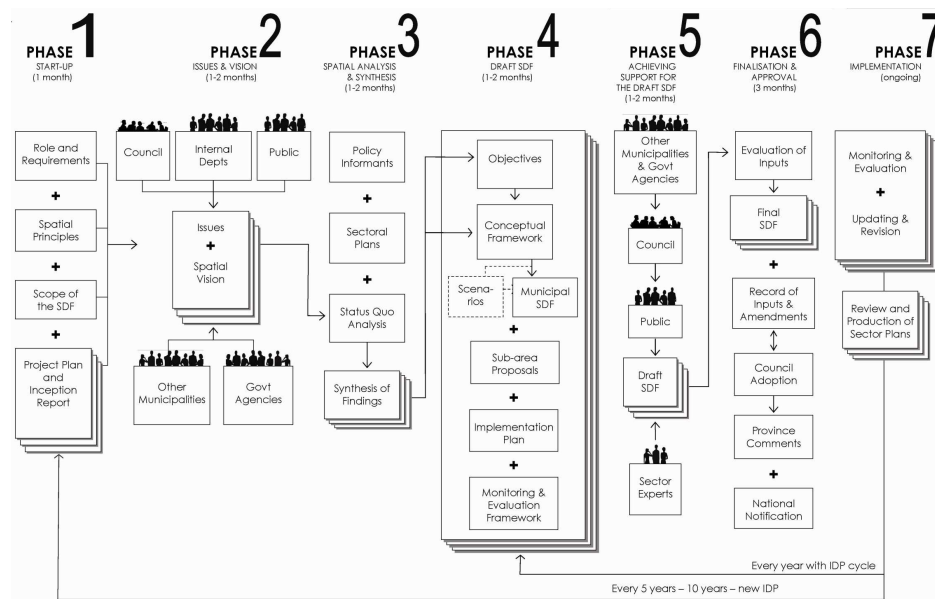 PHASE 1
START-UP
(1 month)
Role and
Requirements
+
Spatial
Principles
+
Scope of
the SDF
+
Project Plan
and
Inception
Report
PHASE 2
ISSUES & VISION
(1-2 months)
Council
Internal
Depts
Public
Issues
+
Spatial
Vision
Other
Municipalities
Govt
Agencies
PHASE 3
SPATIAL ANALYSIS
& SYNTHESIS
(1-2 months)
Policy
Informants
+
Sectoral
Plans
+
Status Quo
Analysis
Synthesis of
Findings
PHASE 4
DRAFT SDF
(1-2 months)
Objectives
Conceptual
Framework
Scena-
rios
Municipal
SDF
+
Sub-area
Proposals
+
Implementation
Plan
+
Monitoring &
Evaluation
Framework
PHASE 5
ACHIEVING
SUPPORT FOR
THE DRAFT SDF
(1-2 months)
Other
Municipalities
& Govt
Agencies
Council
Public
Draft
SDF
Sector
Experts
PHASE 6
FINALISATION &
APPROVAL
(3 months)
Evaluation of
Inputs
Final
SDF
Record of
Inputs &
Amendments
Council
Adoption
Province
Comments
+
National
Notification
PHASE 7
IMPLEMENTATION
(ongoing)
Monitoring &
Evaluation
+
Updating &
Revision
Review and
Production of
Sector Plans
Every year with IDP cycle
Every 5 years – 10 years – new IDP